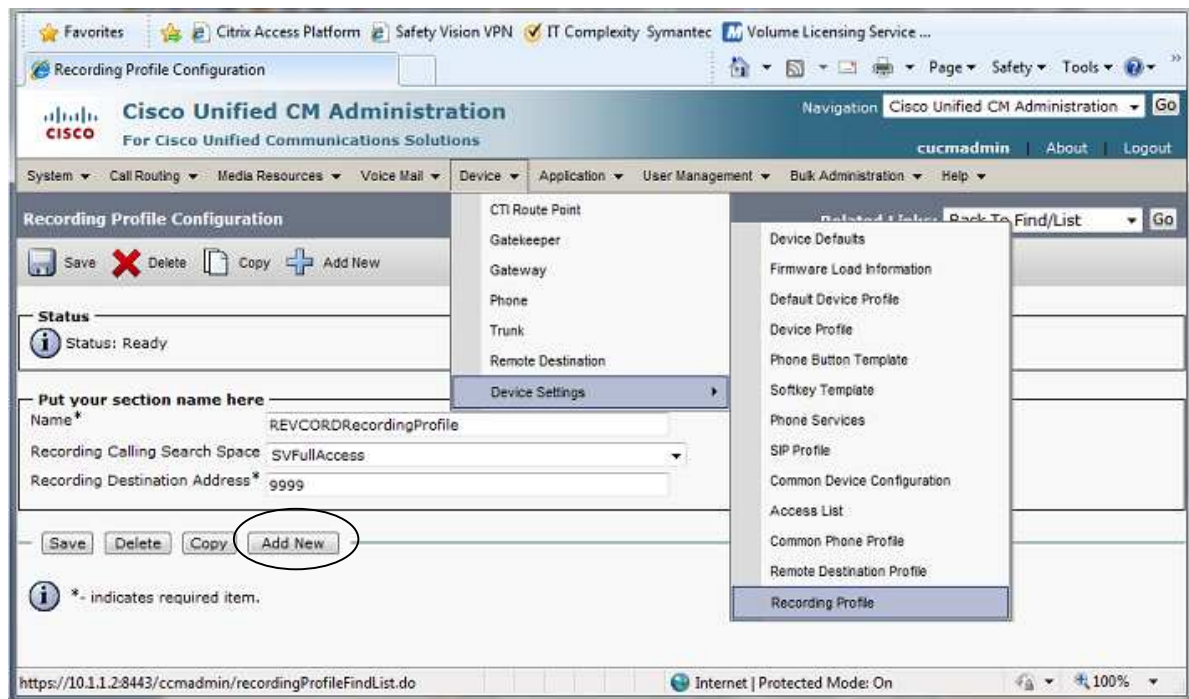 Favorites Citrix Access Platform Safety Vision VPN IT Complexity Symantec Volume Licensing Service ...
Recording Profile Configuration
Page Safety Tools
Cisco Unified CM Administration
For Cisco Unified Communications Solutions
CISCO
Navigation Cisco Unified CM Administration Go
cucmadmin | About | Logout
System Call Routing Media Resources Voice Mail Device Application User Management Bulk Administration Help
Recording Profile Configuration
Related Links: Back To Find/List Go
Save Delete Copy Add New
CTI Route Point
Gatekeeper
Gateway
Phone
Trunk
Remote Destination
Device Settings
Device Defaults
Firmware Load Information
Default Device Profile
Device Profile
Phone Button Template
Softkey Template
Phone Services
SIP Profile
Common Device Configuration
Access List
Common Phone Profile
Remote Destination Profile
Recording Profile
Status
Status: Ready
Put your section name here
Name* REVCORDRecordingProfile
Recording Calling Search Space SVFullAccess
Recording Destination Address* 9999
Save Delete Copy Add New
*- indicates required item.
https://10.1.1.2:8443/ccmadmin/recordingProfileFindList.do
Internet | Protected Mode: On
100%